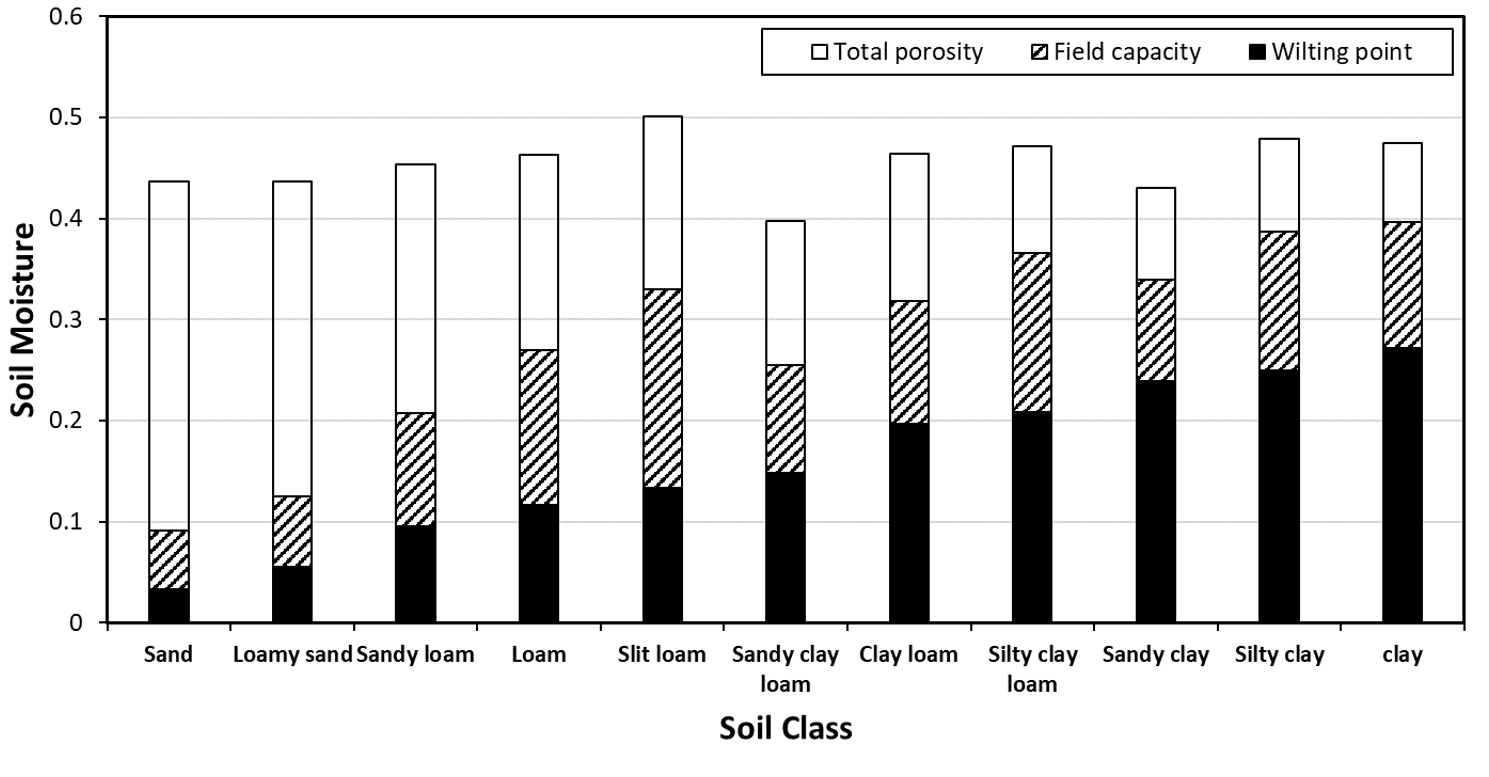 0.6
Total porosity Field capacity Wilting point
0.5
0.4
0.3
0.2
0.1
0
Soil Moisture
Sand Loamy sand Sandy loam Loam Slit loam Sandy clay loam Clay loam Silty clay loam Sandy clay Silty clay clay
Soil Class